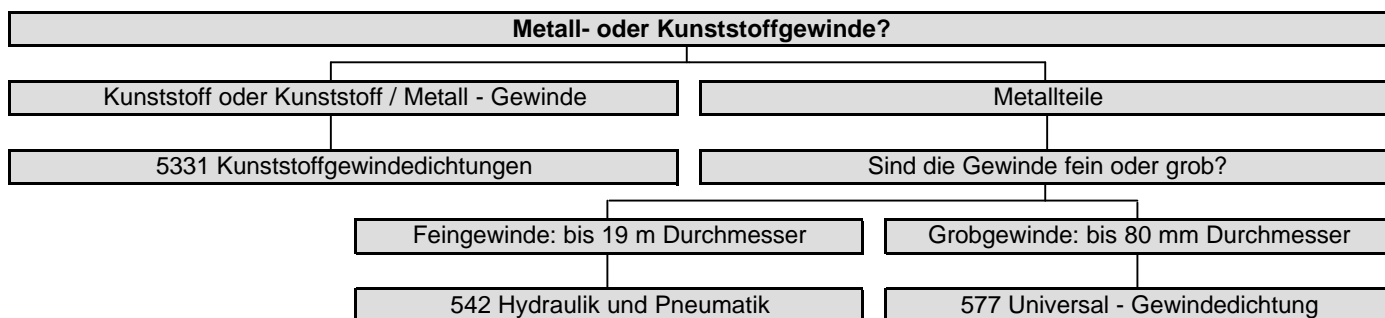 Metall- oder Kunststoffgewinde?
Kunststoff oder Kunststoff / Metall - Gewinde
Metallteile
5331 Kunststoffgewindedichtungen
Sind die Gewinde fein oder grob?
Feingewinde: bis 19 m Durchmesser
Grobgewinde: bis 80 mm Durchmesser
542 Hydraulik und Pneumatik
577 Universal - Gewindedichtung